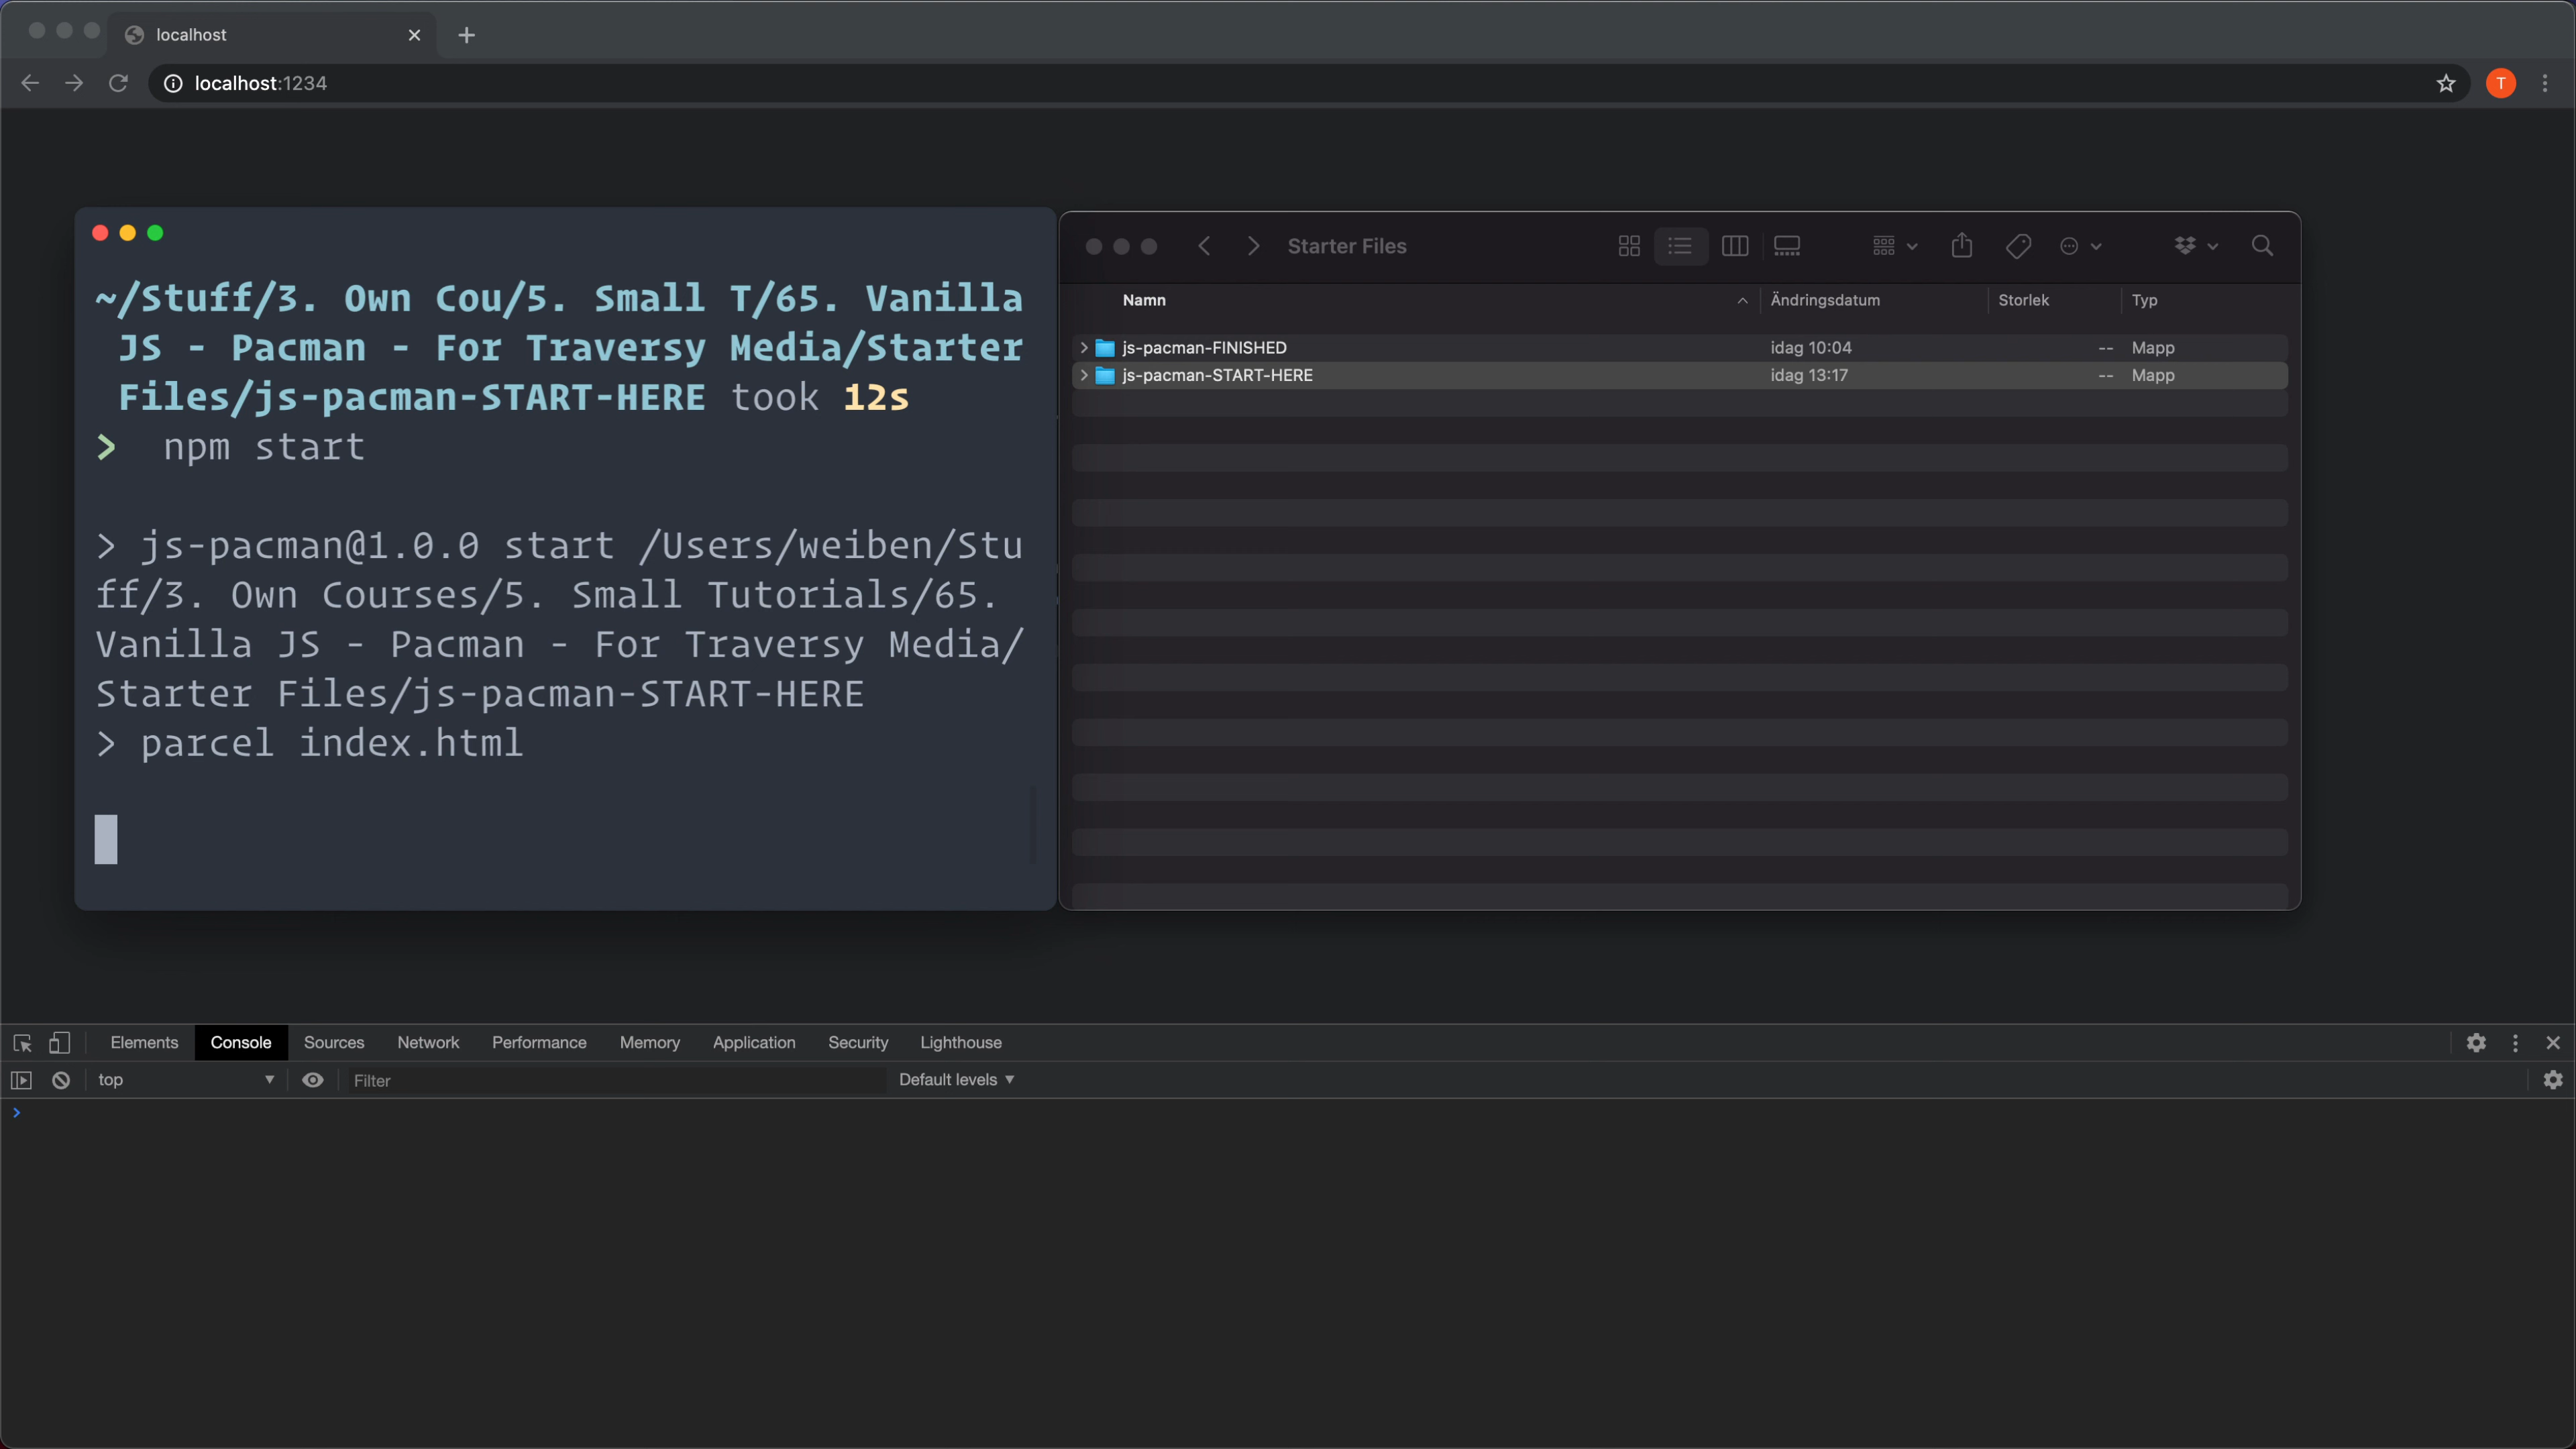 localhost
localhost:1234
~/Stuff/3. Own Cou/5. Small T/65. Vanilla
JS - Pacman - For Traversy Media/Starter
Files/js-pacman-START-HERE took 12s
> npm start
> js-pacman@1.0.0 start /Users/weiben/Stu
ff/3. Own Courses/5. Small Tutorials/65.
Vanilla JS - Pacman - For Traversy Media/
Starter Files/js-pacman-START-HERE
> parcel index.html
Starter Files
Namn Ändringsdatum Storlek Typ
js-pacman-FINISHED idag 10:04 -- Mapp
js-pacman-START-HERE idag 13:17 -- Mapp
T
Elements Console Sources Network Performance Memory Application Security Lighthouse
top Filter Default levels
>